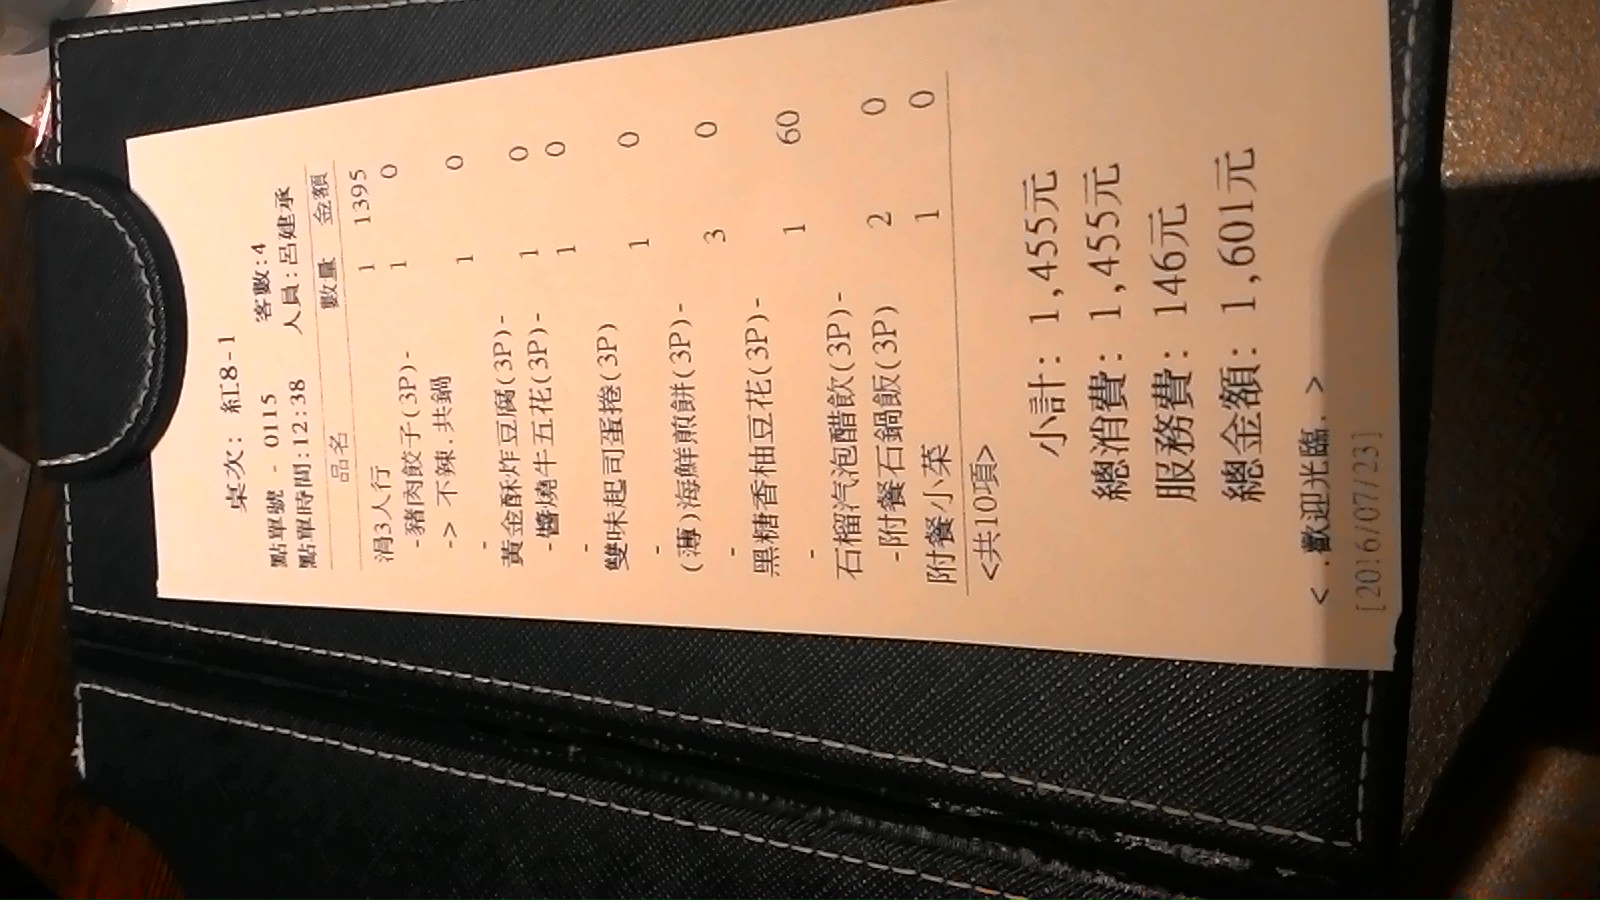 桌次: 紅8-1
點單號 - 0115 客數:4
點單時間:12:38 人員:呂建承
品名 數量 金額
涓3人行 1 1395
-豬肉餃子(3P)- 1 0
-> 不辣.共鍋
- 1 0
黃金酥炸豆腐(3P)-
-醬燒牛五花(3P)- 1 0
- 1 0
雙味起司蛋捲(3P)
- 1 0
(薄)海鮮煎餅(3P)-
- 3 0
黑糖香柚豆花(3P)-
- 1 60
石榴汽泡醋飲(3P)-
-附餐石鍋飯(3P) 2 0
附餐小菜 1 0
<共10項>
小計: 1,455元
總消費: 1,455元
服務費: 146元
總金額: 1,601元
< .歡迎光臨. >
[2016/07/23]